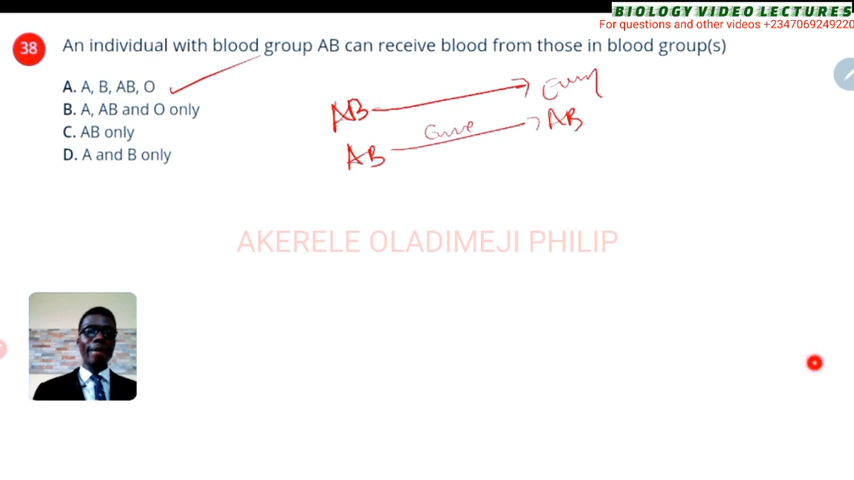 BIOLOGY VIDEO LECTURES
For questions and other videos +2347069249220
38 An individual with blood group AB can receive blood from those in blood group(s)
A. A, B, AB, O
B. A, AB and O only
C. AB only
D. A and B only
AB
AB Give AB
AKERELE OLADIMEJI PHILIP